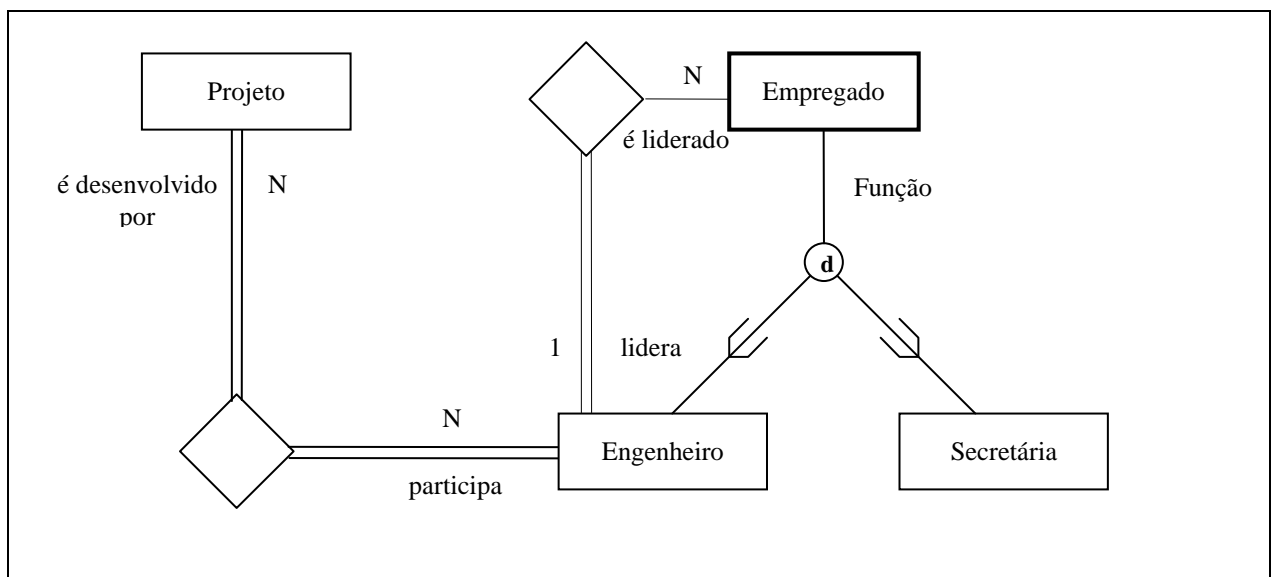 Projeto
N
Empregado
é liderado
é desenvolvido
por
N
Função
d
1
lidera
N
Engenheiro
Secretária
participa